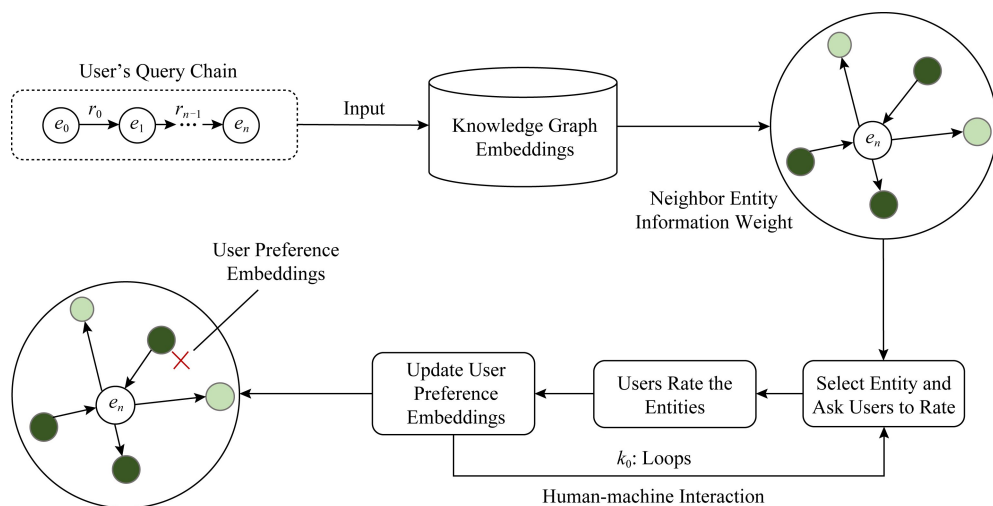 User's Query Chain
e0 r0 e1 rn−1 ··· en
Input
Knowledge Graph
Embeddings
en
Neighbor Entity
Information Weight
User Preference
Embeddings
en
Update User
Preference
Embeddings
Users Rate the
Entities
Select Entity and
Ask Users to Rate
k0: Loops
Human-machine Interaction